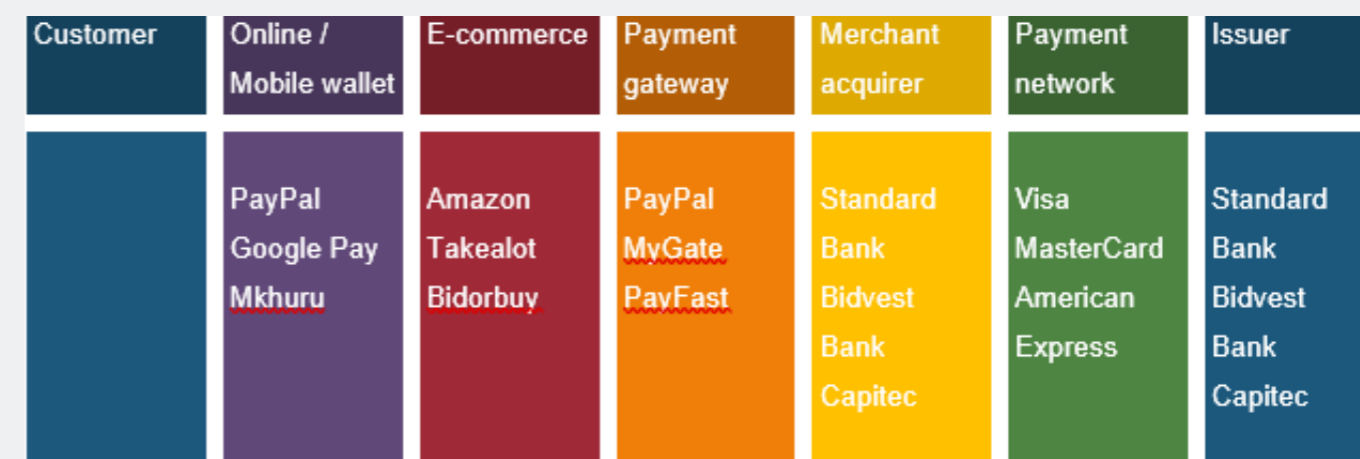 Customer
Online /
Mobile wallet
E-commerce
Payment
gateway
Merchant
acquirer
Payment
network
Issuer
PayPal
Google Pay
Mkhuru
Amazon
Takealot
Bidorbuy
PayPal
MyGate
PayFast
Standard
Bank
Bidvest
Bank
Capitec
Visa
MasterCard
American
Express
Standard
Bank
Bidvest
Bank
Capitec